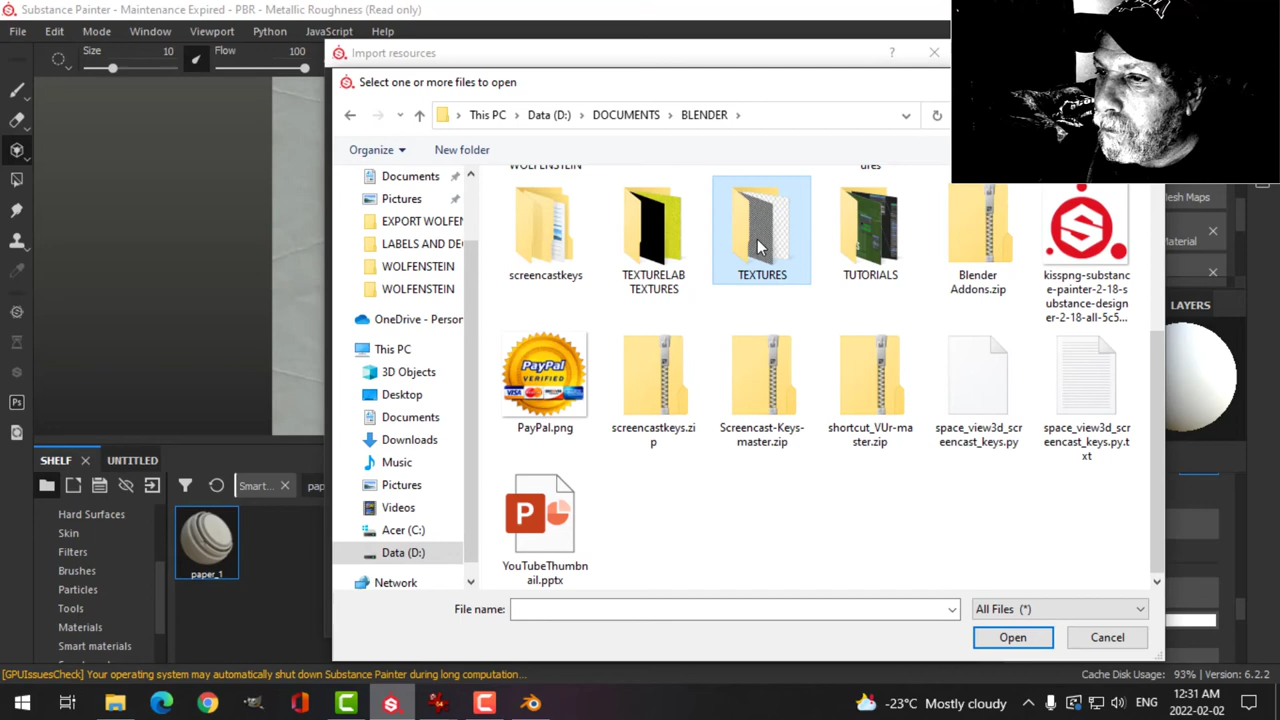 Substance Painter - Maintenance Expired - PBR - Metallic Roughness (Read only)
File Edit Mode Window Viewport Python JavaScript Help
Size 10 Flow 100
Import resources
Select one or more files to open
This PC Data (D:) DOCUMENTS BLENDER
Organize New folder
Documents
Pictures
EXPORT WOLFEN
LABELS AND DE
WOLFENSTEIN
WOLFENSTEIN
OneDrive - Person
This PC
3D Objects
Desktop
Documents
Downloads
Music
Pictures
Videos
Acer (C:)
Data (D:)
Network
WOLFENSTEIN
ures
screencastkeys
TEXTURELAB
TEXTURES
TEXTURES
TUTORIALS
Blender
Addons.zip
kisspng-substanc
e-painter-2-18-s
ubstance-design
er-2-18-all-5c5...
PayPal.png
screencastkeys.zi
p
Screencast-Keys-
master.zip
shortcut_VUr-ma
ster.zip
space_view3d_scr
eencast_keys.py
space_view3d_scr
eencast_keys.py.t
xt
YouTubeThumbn
ail.pptx
File name:
All Files (*)
Open
Cancel
Mesh Maps
Material
LAYERS
SHELF
UNTITLED
Smart...
pap
Hard Surfaces
Skin
Filters
Brushes
Particles
Tools
Materials
Smart materials
paper_1
[GPUIssuesCheck] Your operating system may automatically shut down Substance Painter during long computation...
Cache Disk Usage: 93% | Version: 6.2.2
-23°C Mostly cloudy
ENG
12:31 AM
2022-02-02